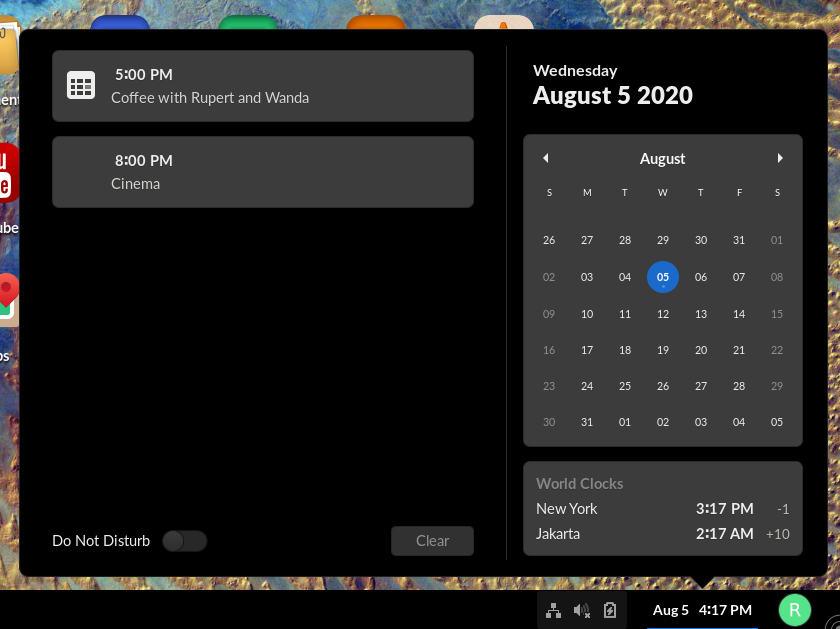 5:00 PM
Coffee with Rupert and Wanda
8:00 PM
Cinema
Do Not Disturb
Clear
Wednesday
August 5 2020
August
S M T W T F S
26 27 28 29 30 31 01
02 03 04 05 06 07 08
09 10 11 12 13 14 15
16 17 18 19 20 21 22
23 24 25 26 27 28 29
30 31 01 02 03 04 05
World Clocks
New York 3:17 PM -1
Jakarta 2:17 AM +10
Aug 5 4:17 PM
R